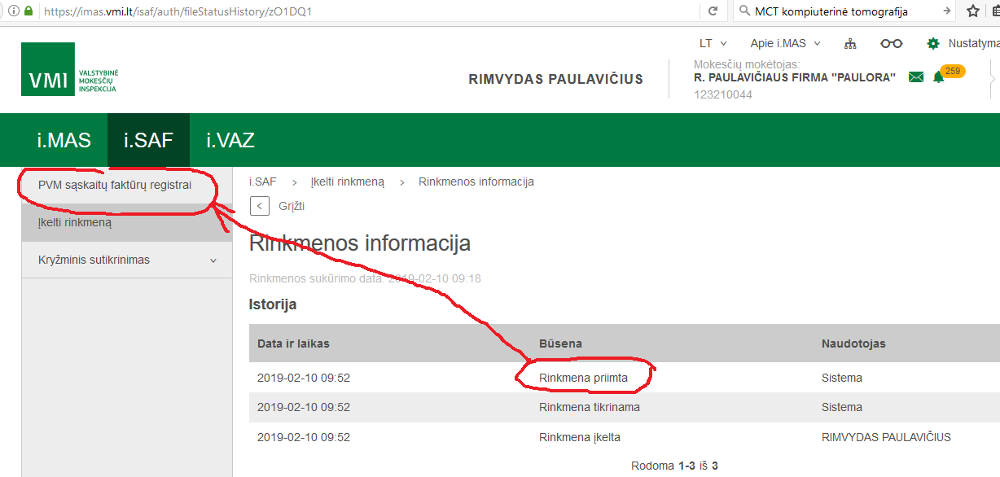 https://imas.vmi.lt/isaf/auth/fileStatusHistory/zO1DQ1
MCT kompiuterinė tomografija
LT
Apie i.MAS
Nustatyma
VMI
VALSTYBINĖ
MOKESČIŲ
INSPEKCIJA
RIMVYDAS PAULAVIČIUS
Mokesčių mokėtojas:
R. PAULAVIČIAUS FIRMA "PAULORA"
259
123210044
i.MAS
i.SAF
i.VAZ
PVM sąskaitų faktūrų registrai
Įkelti rinkmeną
Kryžminis sutikrinimas
i.SAF > Įkelti rinkmeną > Rinkmenos informacija
< Grįžti
Rinkmenos informacija
Rinkmenos sukūrimo data: 2019-02-10 09:18
Istorija
Data ir laikas Būsena Naudotojas
2019-02-10 09:52 Rinkmena priimta Sistema
2019-02-10 09:52 Rinkmena tikrinama Sistema
2019-02-10 09:52 Rinkmena įkelta RIMVYDAS PAULAVIČIUS
Rodoma 1-3 iš 3